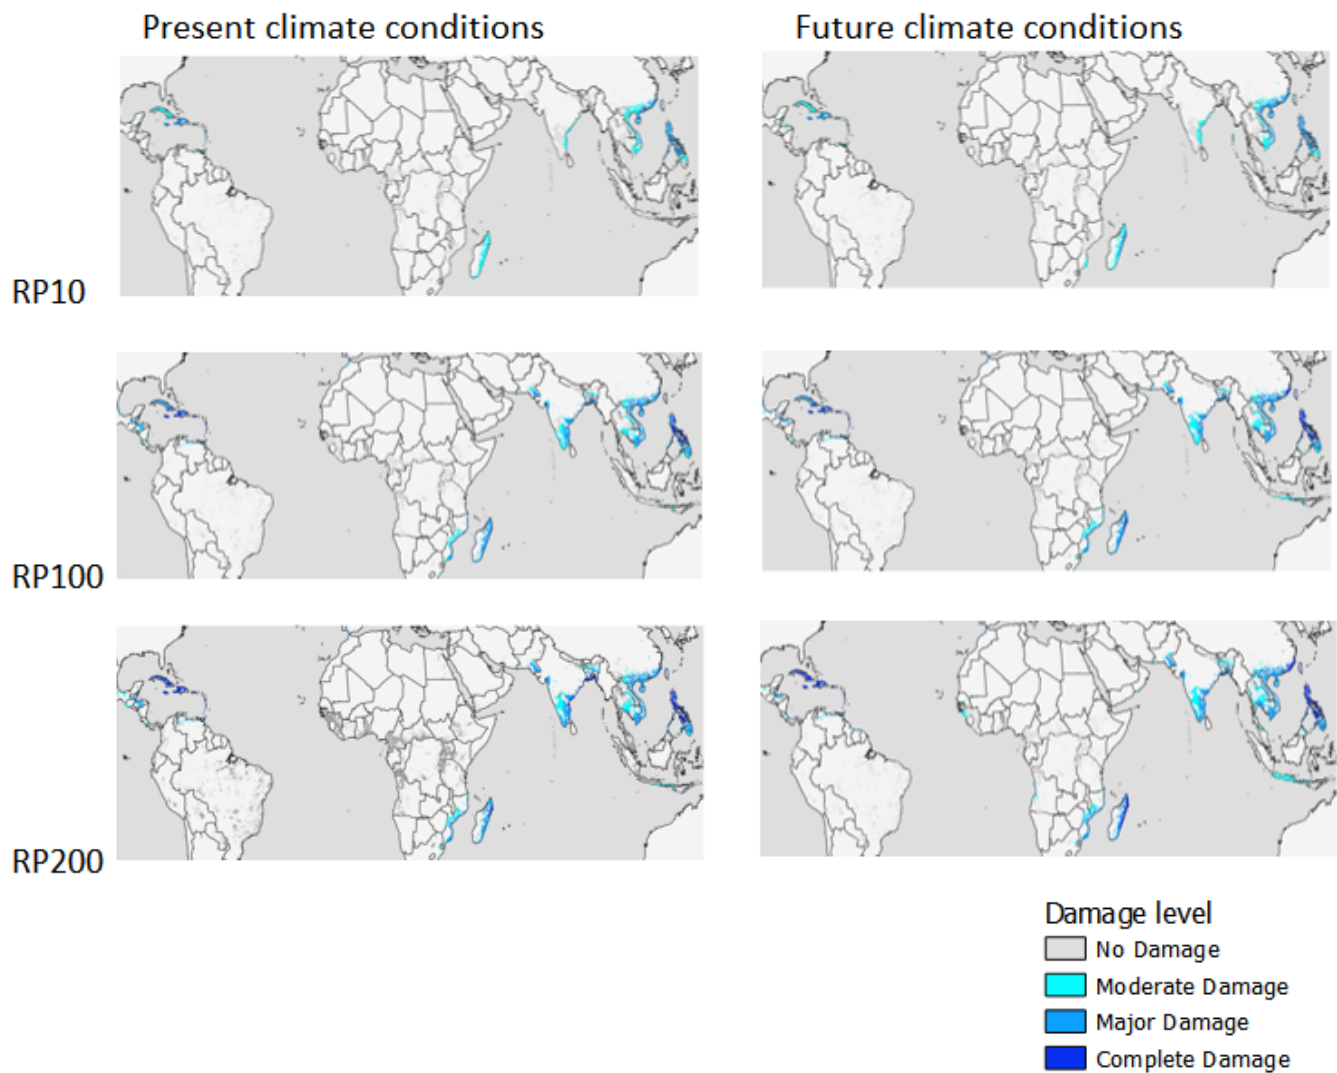 Present climate conditions
Future climate conditions
RP10
RP100
RP200
Damage level
No Damage
Moderate Damage
Major Damage
Complete Damage